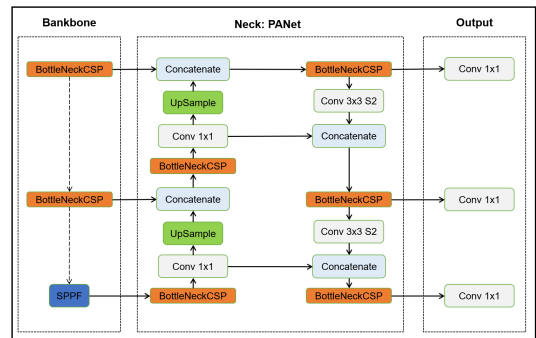 Bankbone
Neck: PANet
Output
BottleNeckCSP
Concatenate
BottleNeckCSP
Conv 1x1
UpSample
Conv 3x3 S2
Conv 1x1
Concatenate
BottleNeckCSP
BottleNeckCSP
Concatenate
BottleNeckCSP
Conv 1x1
UpSample
Conv 3x3 S2
Conv 1x1
Concatenate
SPPF
BottleNeckCSP
BottleNeckCSP
Conv 1x1